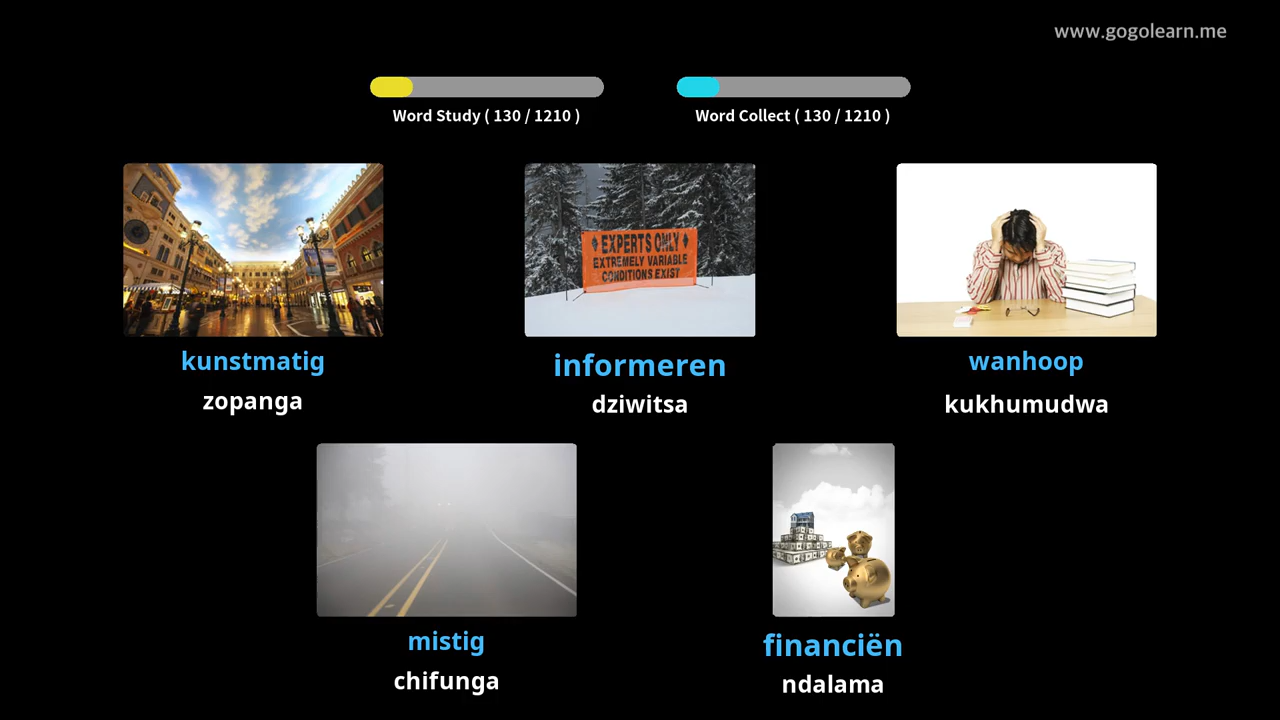 www.gogolearn.me
Word Study ( 130 / 1210 )
Word Collect ( 130 / 1210 )
EXPERTS ONLY
EXTREMELY VARIABLE
CONDITIONS EXIST
kunstmatig
informeren
wanhoop
zopanga
dziwitsa
kukhumudwa
mistig
financiën
chifunga
ndalama